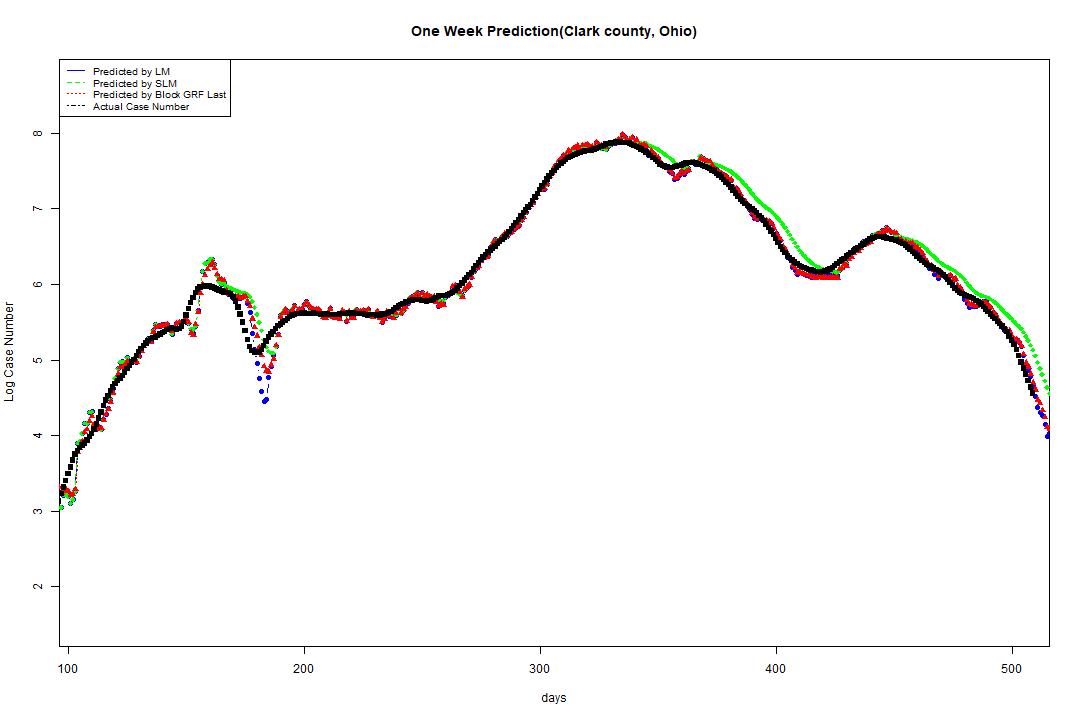 One Week Prediction(Clark county, Ohio)
Predicted by LM
Predicted by SLM
Predicted by Block GRF Last
Actual Case Number
8
7
6
5
4
3
2
Log Case Number
100 200 300 400 500
days